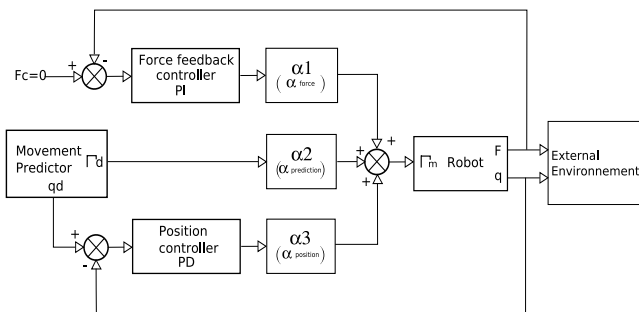 Fc=0
+
-
Force feedback
controller
PI
α1
(α force)
+
Movement
Predictor
Γd
qd
α2
(α prediction)
+
Γm Robot
F
q
External
Environnement
+
-
Position
controller
PD
α3
(α position)
+